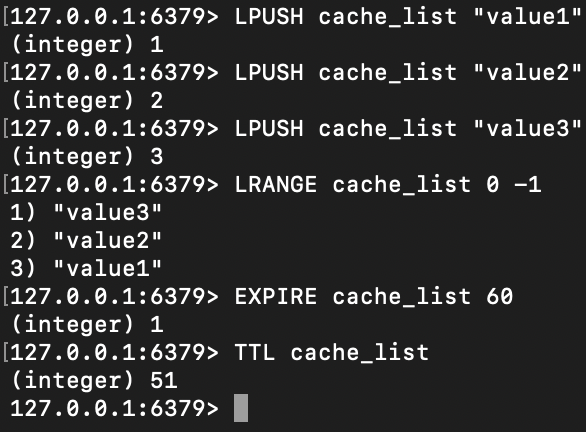 [127.0.0.1:6379> LPUSH cache_list "value1"
(integer) 1
[127.0.0.1:6379> LPUSH cache_list "value2"
(integer) 2
[127.0.0.1:6379> LPUSH cache_list "value3"
(integer) 3
[127.0.0.1:6379> LRANGE cache_list 0 -1
1) "value3"
2) "value2"
3) "value1"
[127.0.0.1:6379> EXPIRE cache_list 60
(integer) 1
[127.0.0.1:6379> TTL cache_list
(integer) 51
127.0.0.1:6379>